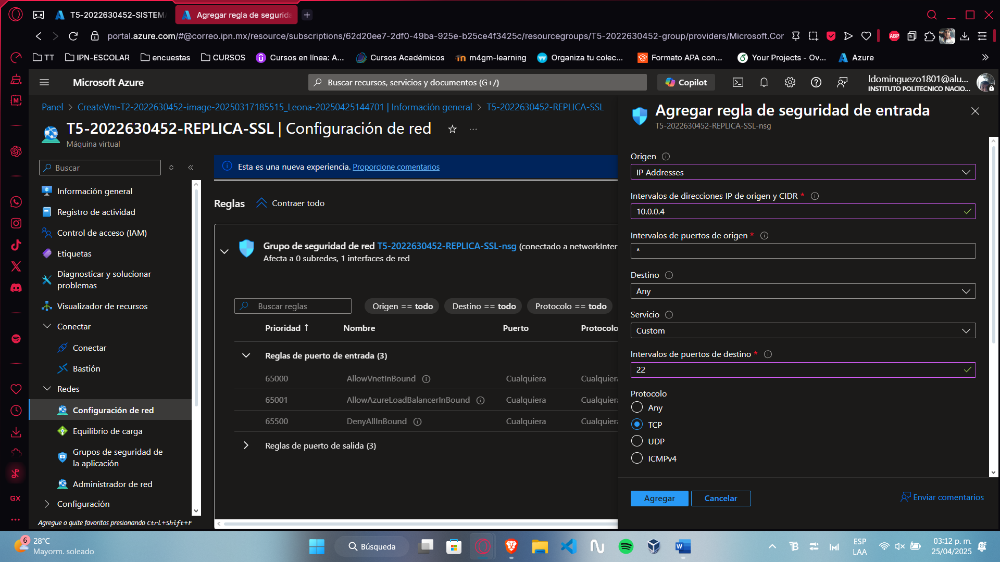 T5-2022630452-SISTEMA
Agregar regla de segurida
portal.azure.com/#@correo.ipn.mx/resource/subscriptions/62d20ee7-2df0-49ba-925e-b25ce4f3425c/resourcegroups/T5-2022630452-group/providers/Microsoft.Cor
ABP
TT
IPN-ESCOLAR
encuestas
CURSOS
Cursos en línea: A...
Cursos Académicos
m4gm-learning
Organiza tu colec...
Formato APA con...
Your Projects - Ov...
Azure
Microsoft Azure
Buscar recursos, servicios y documentos (G+/)
Copilot
ldominguezo1801@alu...
INSTITUTO POLITECNICO NACIO...
Panel > CreateVm-T2-2022630452-image-20250317185515_Leona-20250425144701 | Información general > T5-2022630452-REPLICA-SSL
T5-2022630452-REPLICA-SSL | Configuración de red
Máquina virtual
Buscar
Información general
Registro de actividad
Control de acceso (IAM)
Etiquetas
Diagnosticar y solucionar
problemas
Visualizador de recursos
Conectar
Conectar
Bastión
Redes
Configuración de red
Equilibrio de carga
Grupos de seguridad de
la aplicación
Administrador de red
Configuración
Agregue o quite favoritos presionando Ctrl+Shift+F
Esta es una nueva experiencia. Proporcione comentarios
Reglas
Contraer todo
Grupo de seguridad de red T5-2022630452-REPLICA-SSL-nsg (conectado a networkInter
Afecta a 0 subredes, 1 interfaces de red
Buscar reglas
Origen == todo
Destino == todo
Protocolo == todo
Prioridad ↑ Nombre Puerto Protocolo
Reglas de puerto de entrada (3)
65000 AllowVnetInBound Cualquiera Cualquiera
65001 AllowAzureLoadBalancerInBound Cualquiera Cualquiera
65500 DenyAllInBound Cualquiera Cualquiera
Reglas de puerto de salida (3)
Agregar regla de seguridad de entrada
T5-2022630452-REPLICA-SSL-nsg
Origen
IP Addresses
Intervalos de direcciones IP de origen y CIDR *
10.0.0.4
Intervalos de puertos de origen *
*
Destino
Any
Servicio
Custom
Intervalos de puertos de destino *
22
Protocolo
Any
TCP
UDP
ICMPv4
Agregar
Cancelar
Enviar comentarios
GX
6
28°C
Mayorm. soleado
Búsqueda
ESP
LAA
03:12 p. m.
25/04/2025